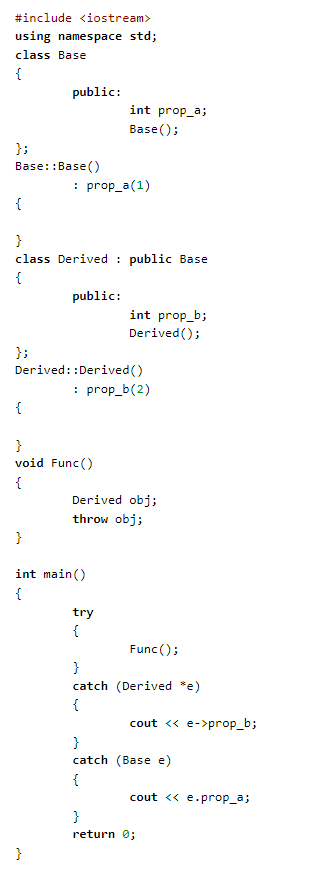 #include <iostream>
using namespace std;
class Base
{
        public:
                int prop_a;
                Base();
};
Base::Base()
        : prop_a(1)
{

}
class Derived : public Base
{
        public:
                int prop_b;
                Derived();
};
Derived::Derived()
        : prop_b(2)
{

}
void Func()
{
        Derived obj;
        throw obj;
}

int main()
{
        try
        {
                Func();
        }
        catch (Derived *e)
        {
                cout << e->prop_b;
        }
        catch (Base e)
        {
                cout << e.prop_a;
        }
        return 0;
}